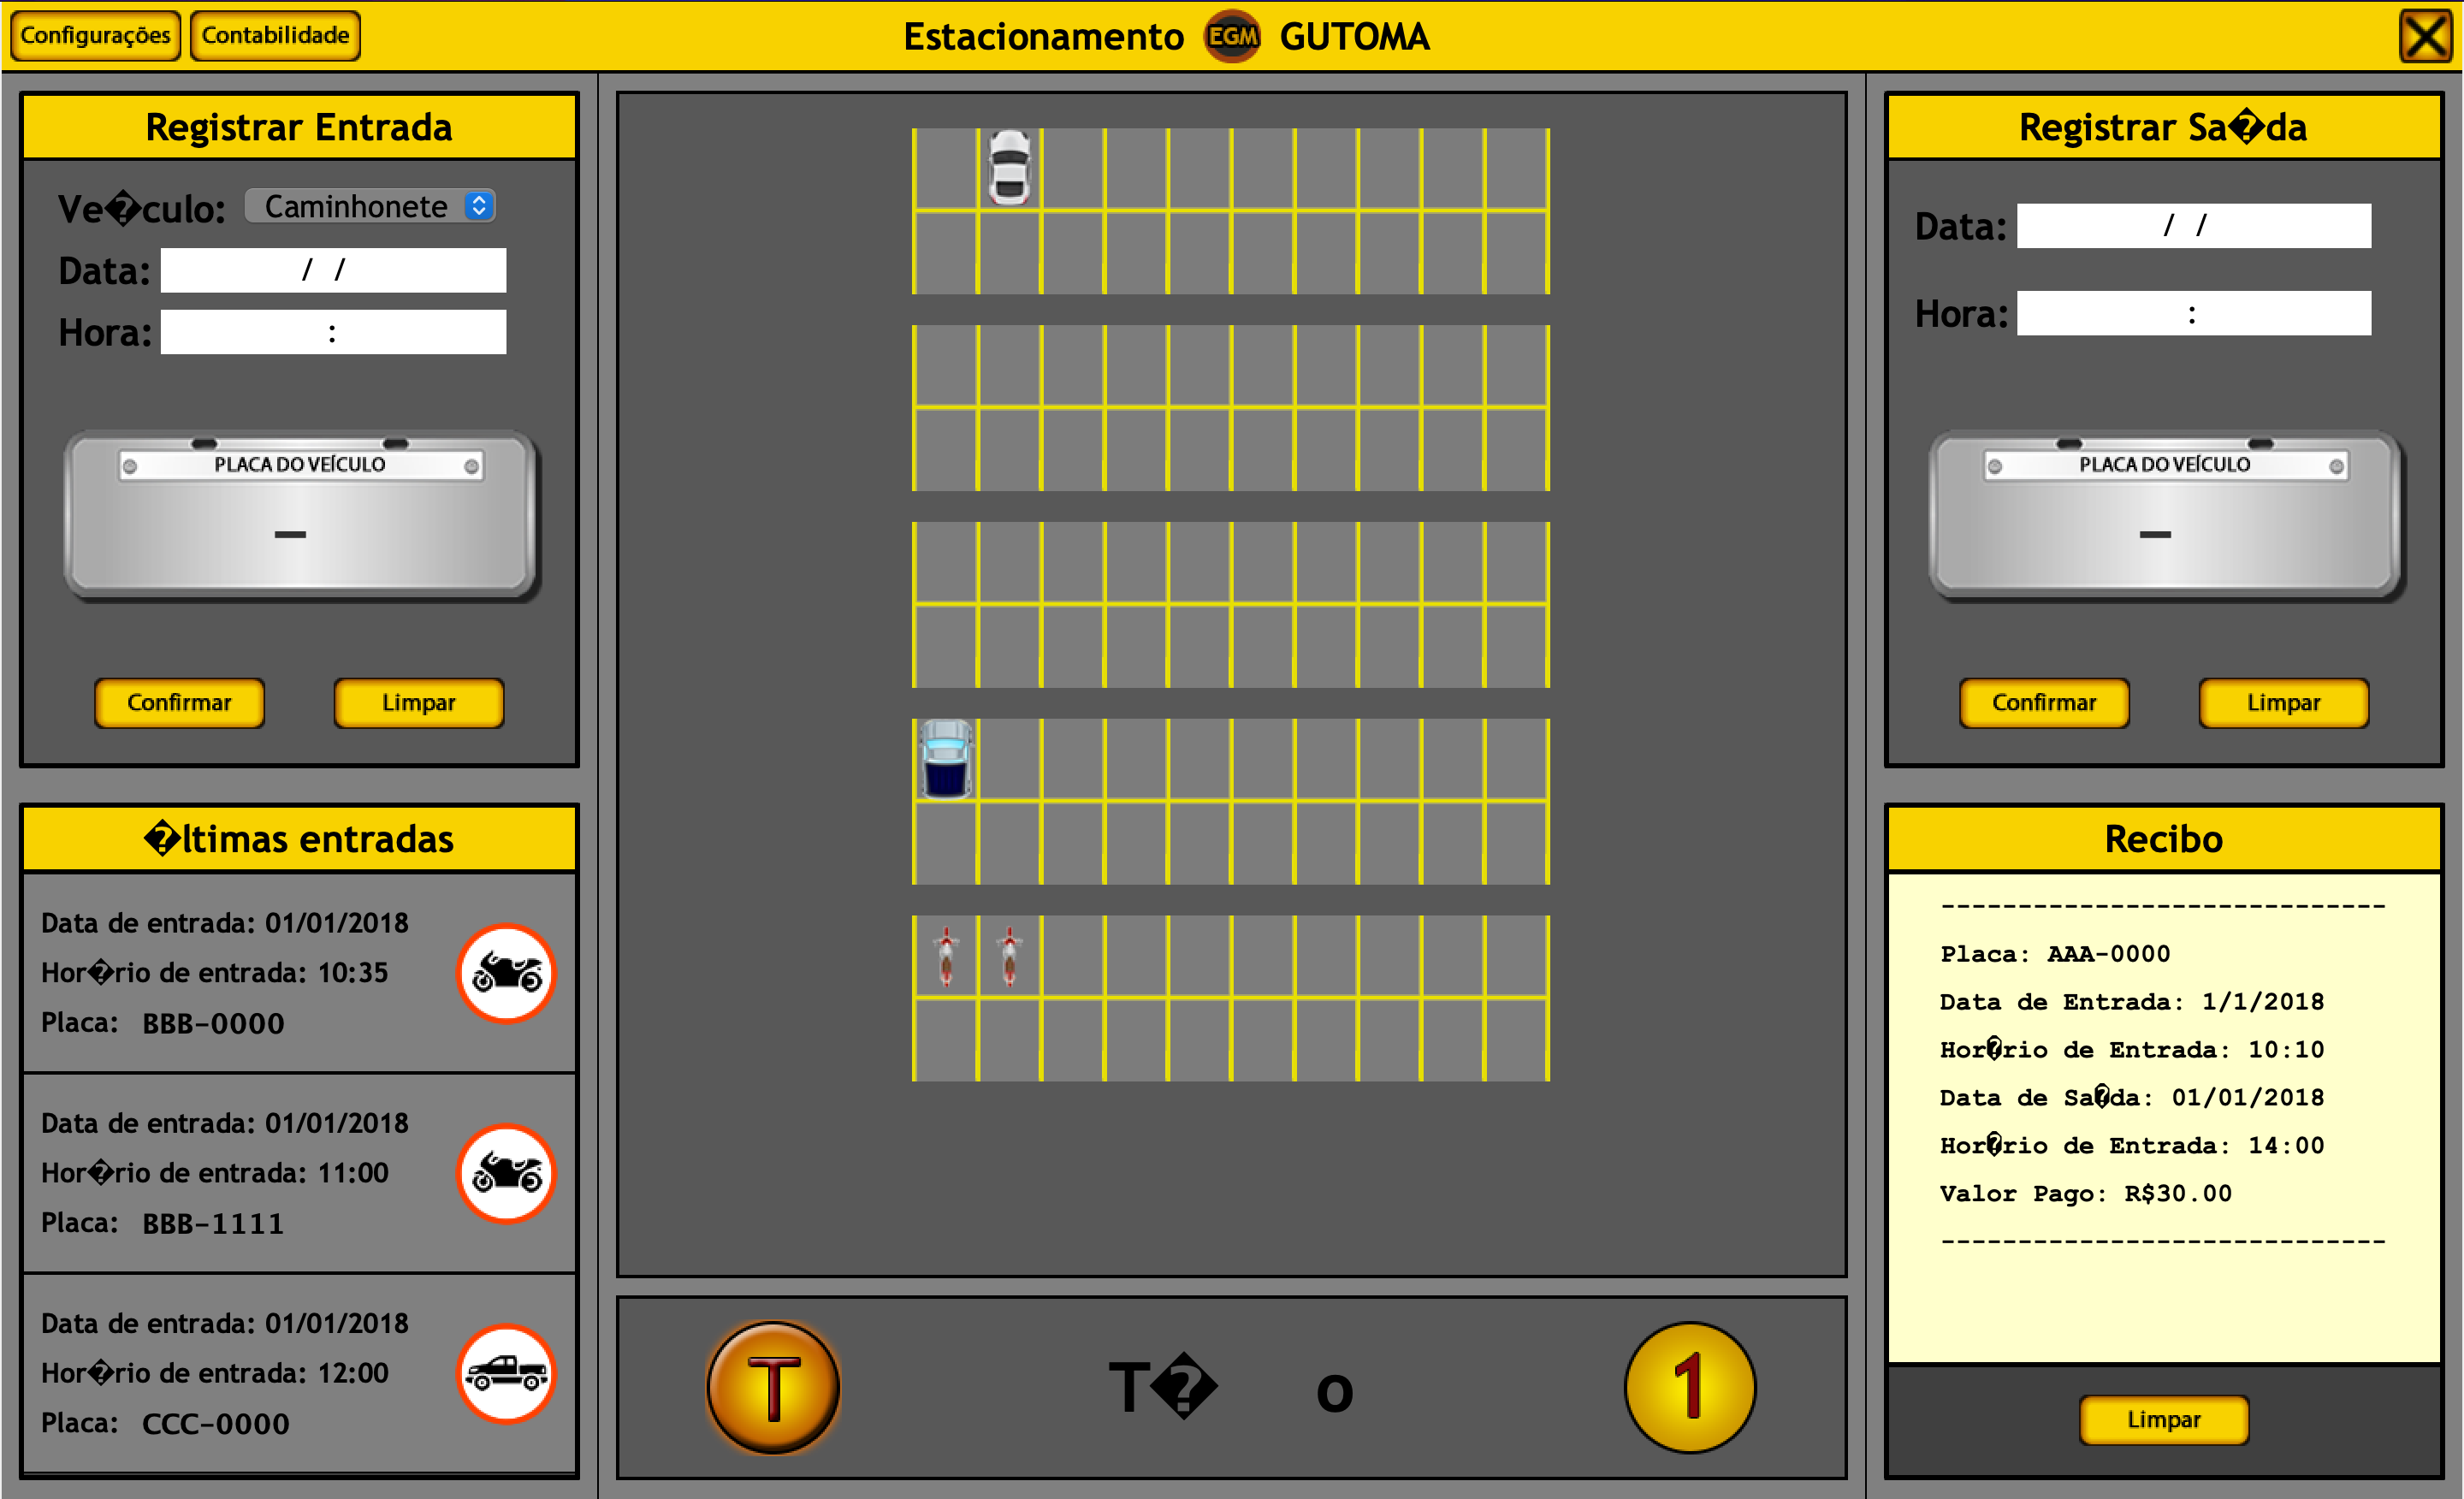 Configurações Contabilidade
Estacionamento EGM GUTOMA
X
Registrar Entrada
Ve�culo: Caminhonete
Data: / /
Hora: :
PLACA DO VEÍCULO
–
Confirmar Limpar
�ltimas entradas
Data de entrada: 01/01/2018
Hor�rio de entrada: 10:35
Placa: BBB-0000
Data de entrada: 01/01/2018
Hor�rio de entrada: 11:00
Placa: BBB-1111
Data de entrada: 01/01/2018
Hor�rio de entrada: 12:00
Placa: CCC-0000
T T� o 1
Registrar Sa�da
Data: / /
Hora: :
PLACA DO VEÍCULO
–
Confirmar Limpar
Recibo
-----------------------------
Placa: AAA-0000
Data de Entrada: 1/1/2018
Hor�rio de Entrada: 10:10
Data de Sa�da: 01/01/2018
Hor�rio de Entrada: 14:00
Valor Pago: R$30.00
-----------------------------
Limpar